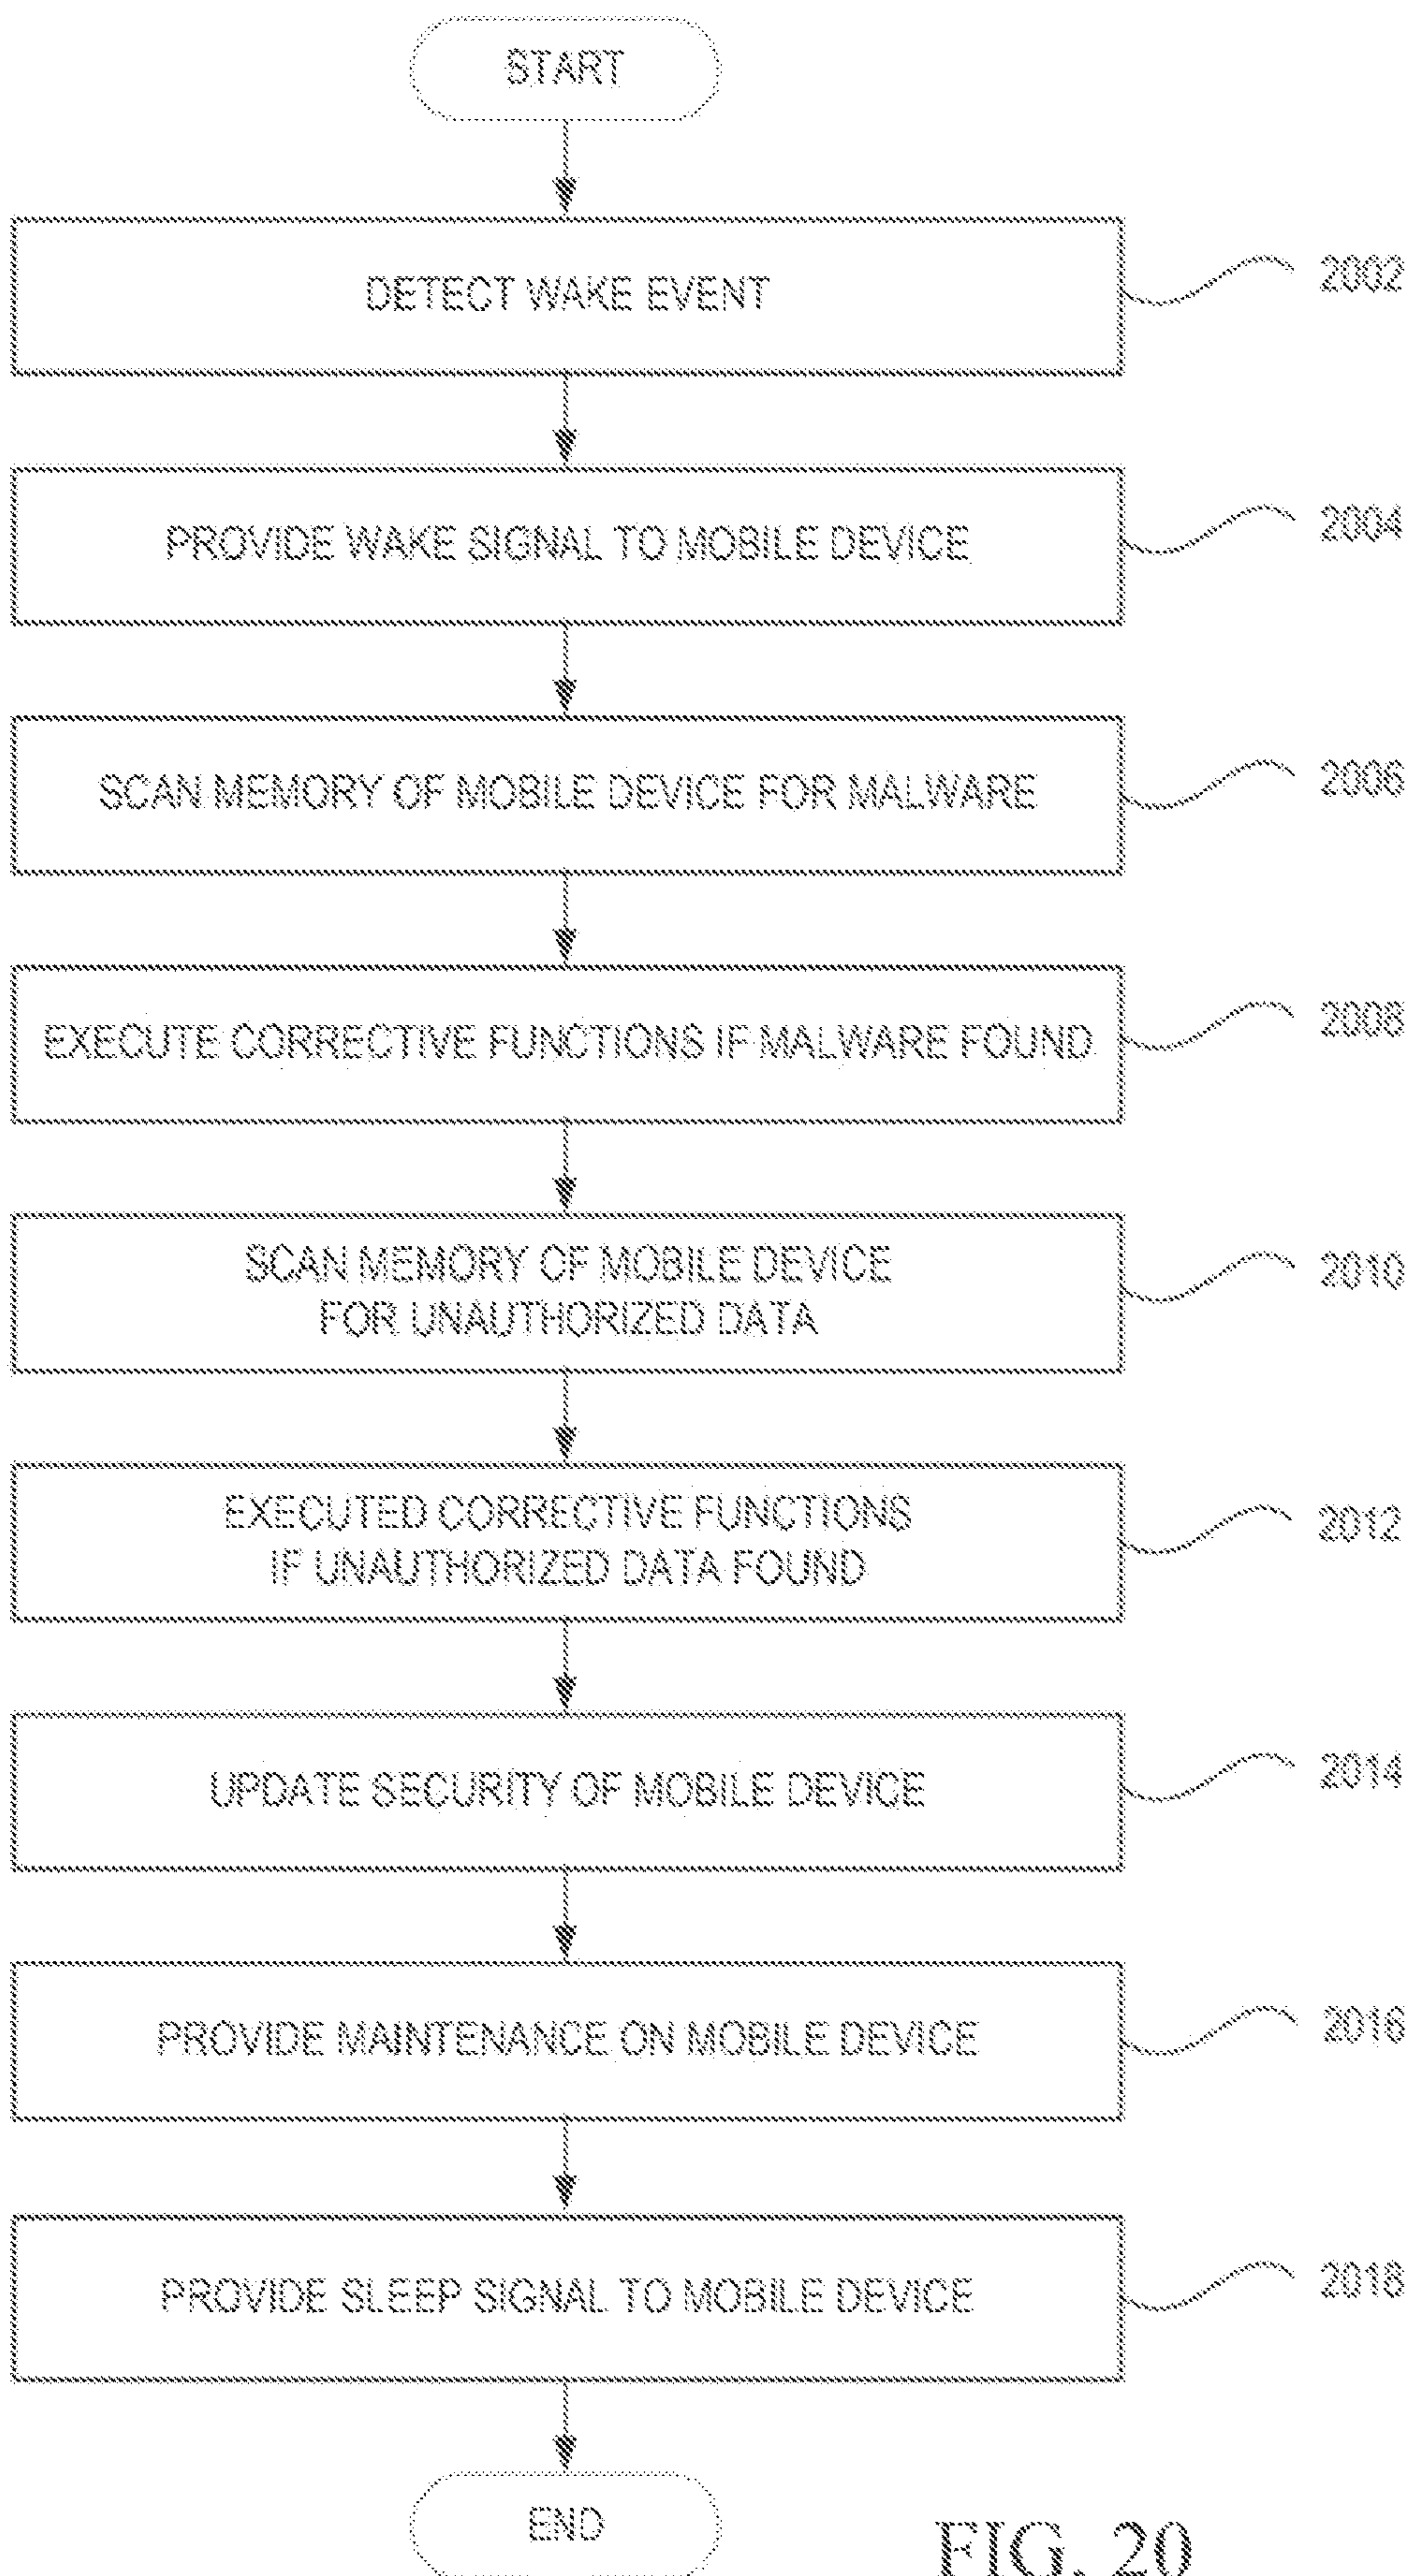 START
DETECT WAKE EVENT
2002
PROVIDE WAKE SIGNAL TO MOBILE DEVICE
2004
SCAN MEMORY OF MOBILE DEVICE FOR MALWARE
2006
EXECUTE CORRECTIVE FUNCTIONS IF MALWARE FOUND
2008
SCAN MEMORY OF MOBILE DEVICE
FOR UNAUTHORIZED DATA
2010
EXECUTED CORRECTIVE FUNCTIONS
IF UNAUTHORIZED DATA FOUND
2012
UPDATE SECURITY OF MOBILE DEVICE
2014
PROVIDE MAINTENANCE ON MOBILE DEVICE
2016
PROVIDE SLEEP SIGNAL TO MOBILE DEVICE
2018
END
FIG. 20